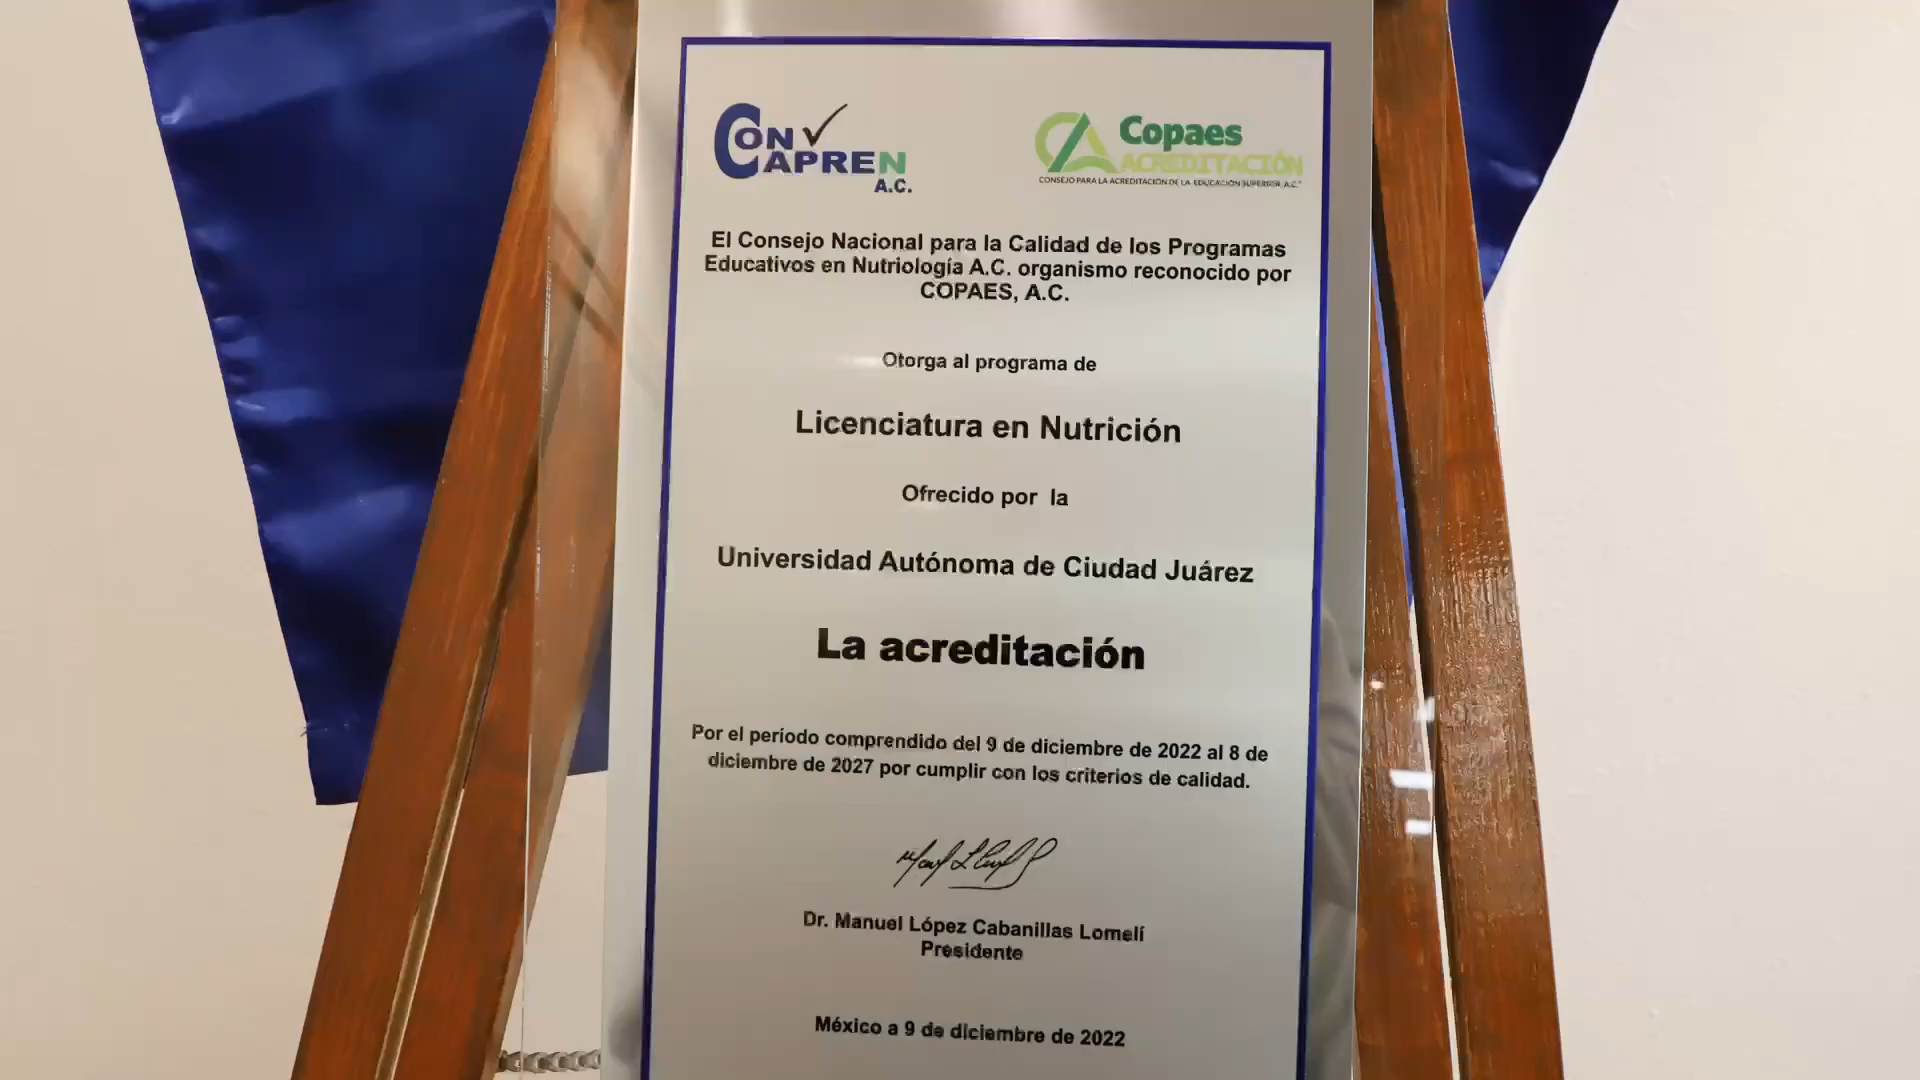 CONCAPREN
A.C.
Copaes
ACREDITACIÓN
CONSEJO PARA LA ACREDITACIÓN DE LA EDUCACIÓN SUPERIOR, A.C.
El Consejo Nacional para la Calidad de los Programas
Educativos en Nutriología A.C. organismo reconocido por
COPAES, A.C.
Otorga al programa de
Licenciatura en Nutrición
Ofrecido por la
Universidad Autónoma de Ciudad Juárez
La acreditación
Por el período comprendido del 9 de diciembre de 2022 al 8 de
diciembre de 2027 por cumplir con los criterios de calidad.
Dr. Manuel López Cabanillas Lomelí
Presidente
México a 9 de diciembre de 2022